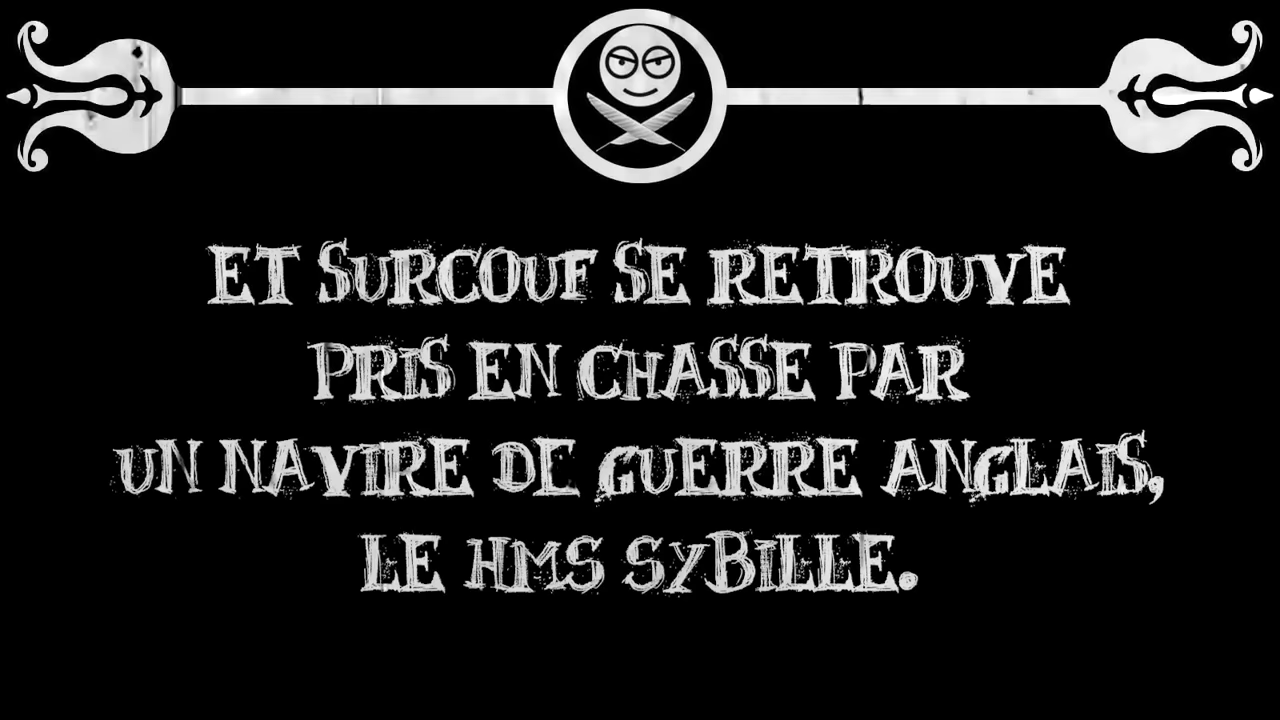 ET SURCOUF SE RETROUVE
PRIS EN CHASSE PAR
UN NAVIRE DE GUERRE ANGLAIS,
LE HMS SYBILLE.